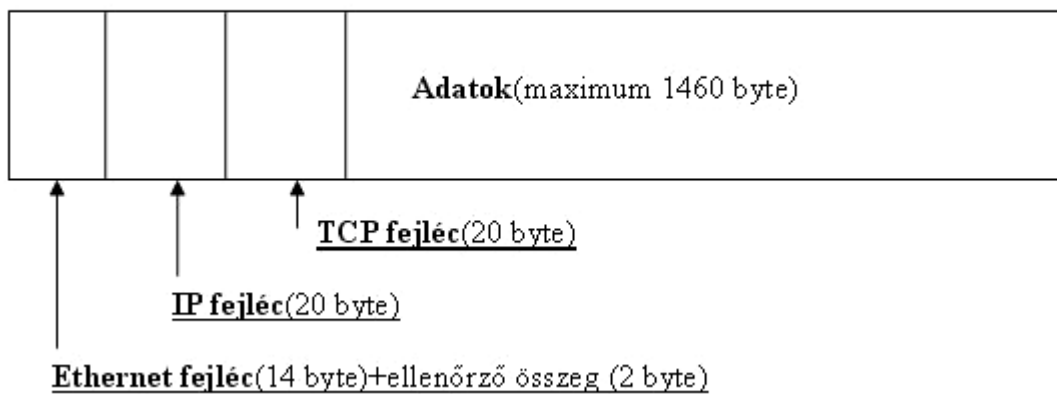 Adatok(maximum 1460 byte)
TCP fejléc(20 byte)
IP fejléc(20 byte)
Ethernet fejléc(14 byte)+ellenőrző összeg (2 byte)